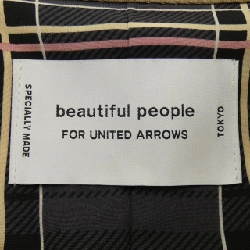 SPECIALLY MADE
beautiful people
FOR UNITED ARROWS
TOKYO